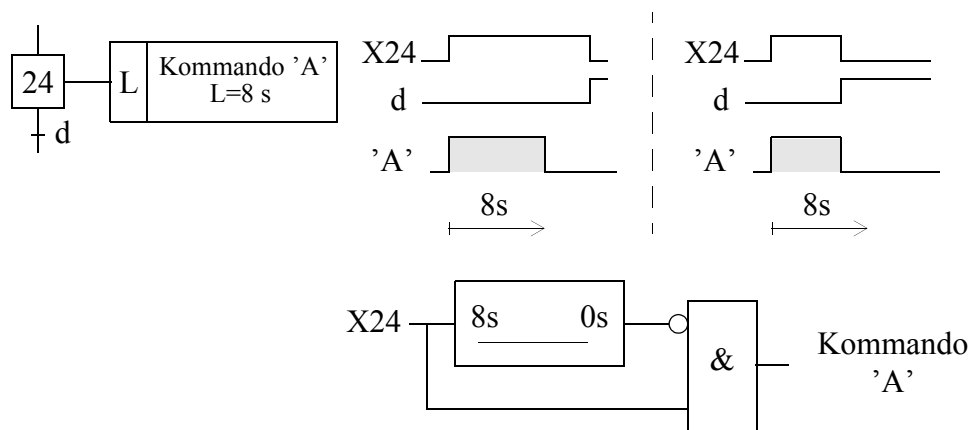 24
d
L
Kommando ’A’
L=8 s
X24
d
’A’
8s
X24
d
’A’
8s
X24
8s 0s
&
Kommando
’A’